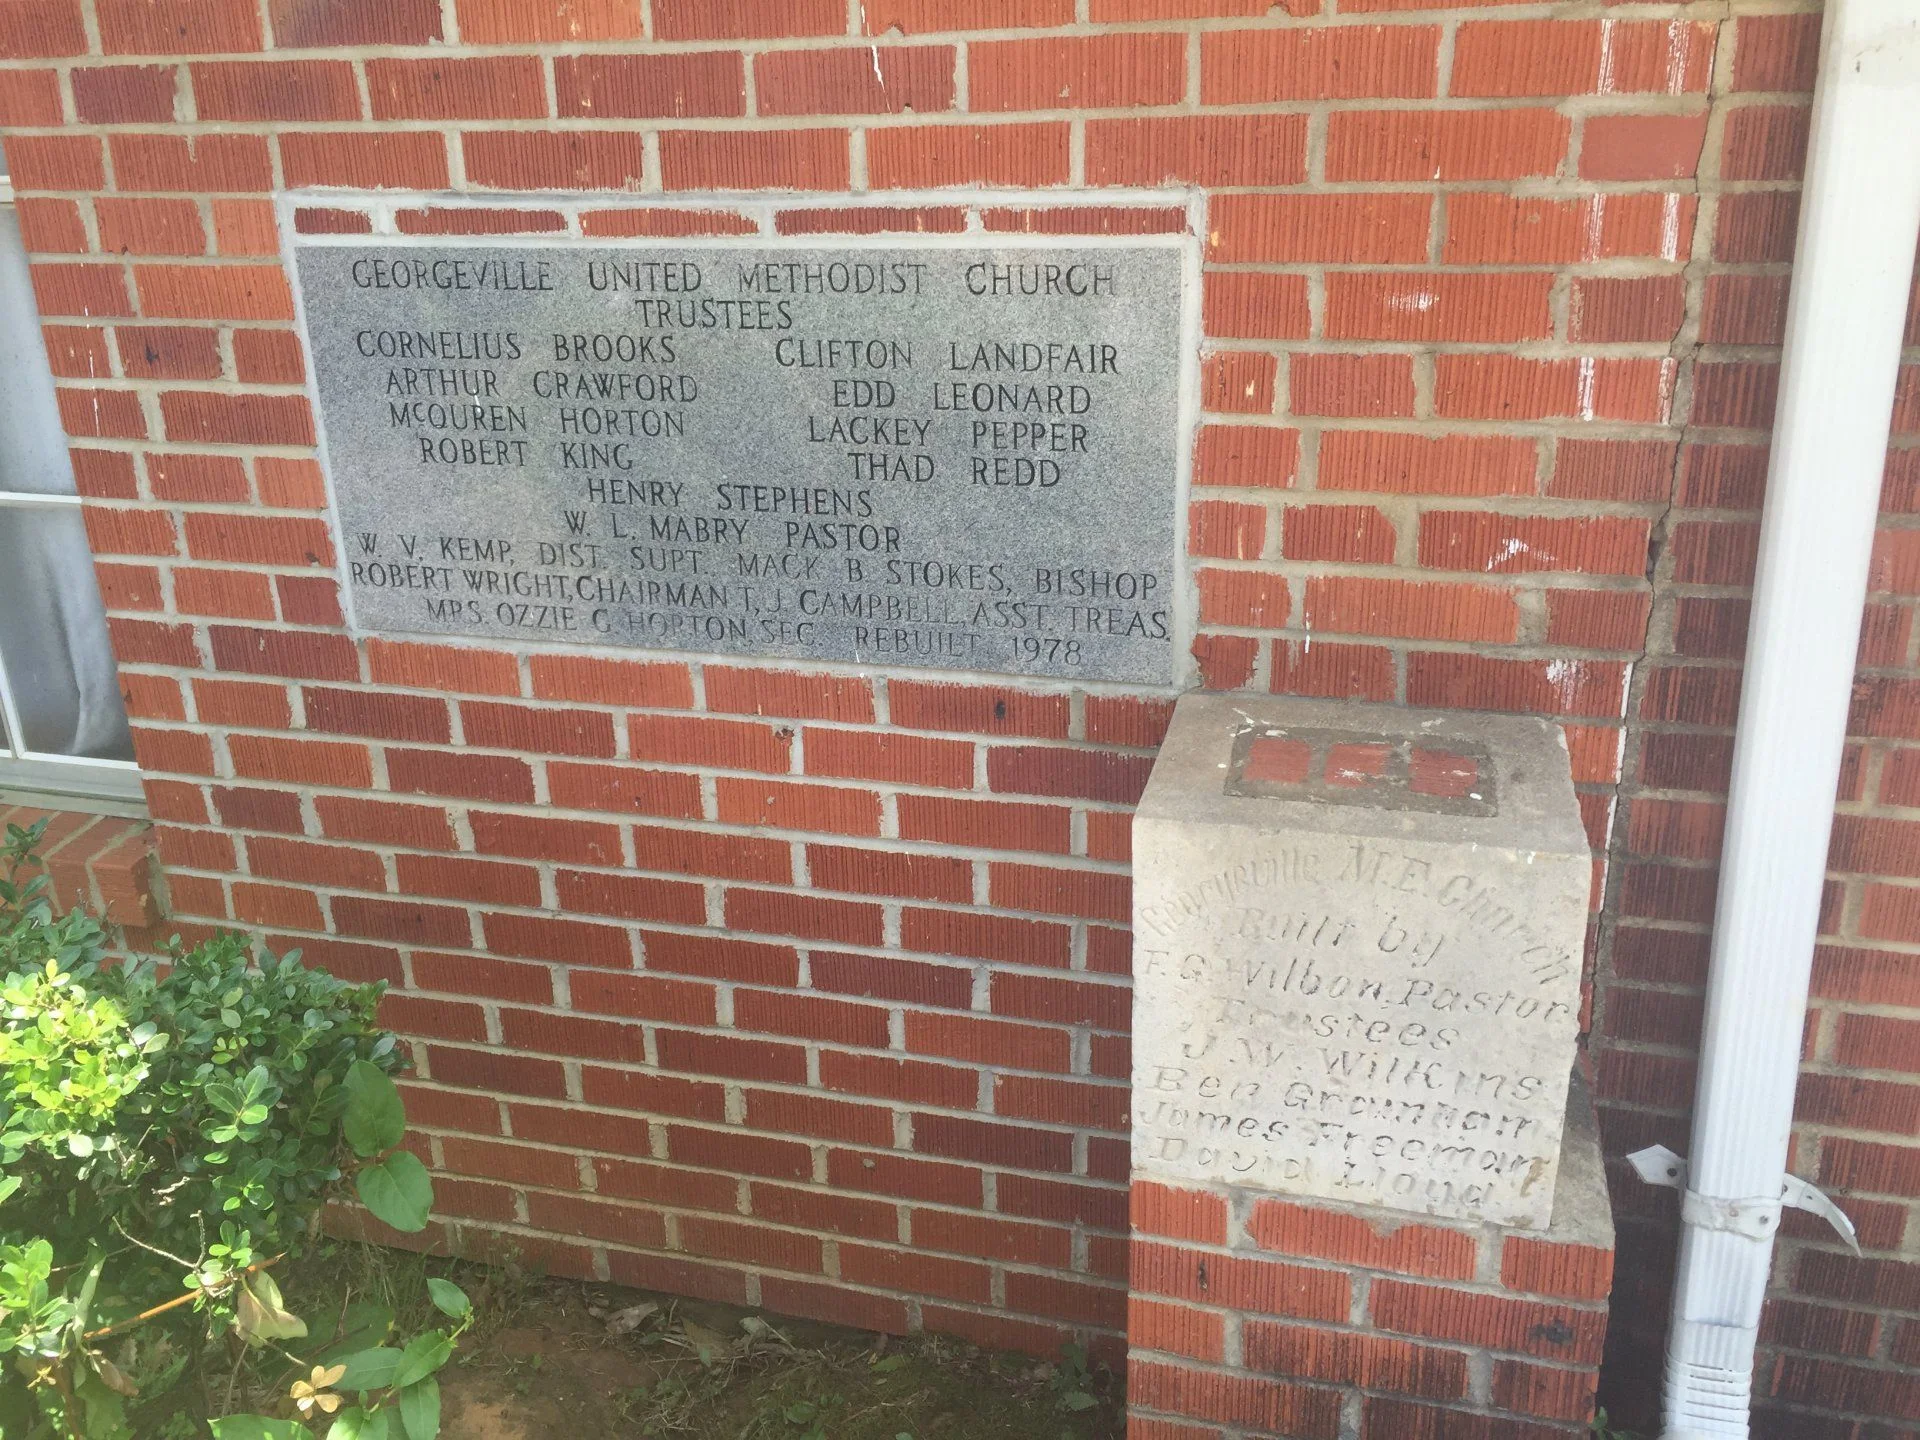 GEORGEVILLE UNITED METHODIST CHURCH
TRUSTEES
CORNELIUS BROOKS CLIFTON LANDFAIR
ARTHUR CRAWFORD EDD LEONARD
MCQUREN HORTON LACKEY PEPPER
ROBERT KING THAD REDD
HENRY STEPHENS
W. L. MABRY PASTOR
W. V. KEMP, DIST. SUPT. MACK B. STOKES, BISHOP
ROBERT WRIGHT, CHAIRMAN T, J. CAMPBELL, ASST. TREAS.
MRS. OZZIE G. HORTON, SEC. REBUILT 1978
Georgeville M.E. Church
Built by
F. G. Wilbon, Pastor
Trustees
J. W. Wilkins
Ben
James Freeman
David Lloyd